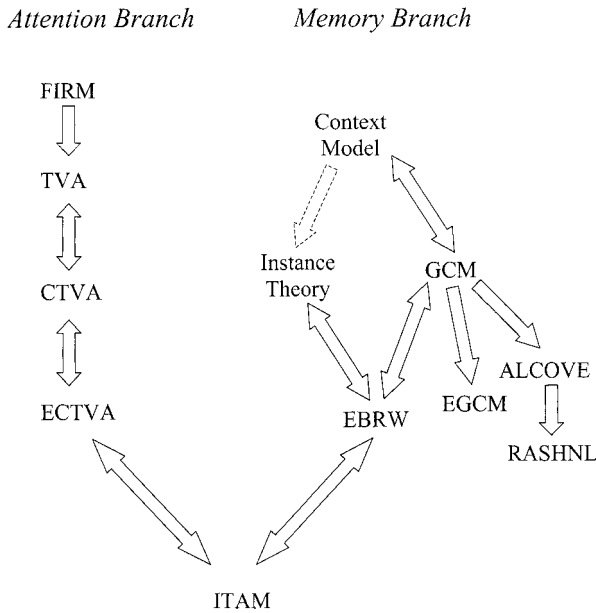 Attention Branch
Memory Branch
FIRM
TVA
CTVA
ECTVA
Context
Model
Instance
Theory
GCM
EBRW
EGCM
ALCOVE
RASHNL
ITAM